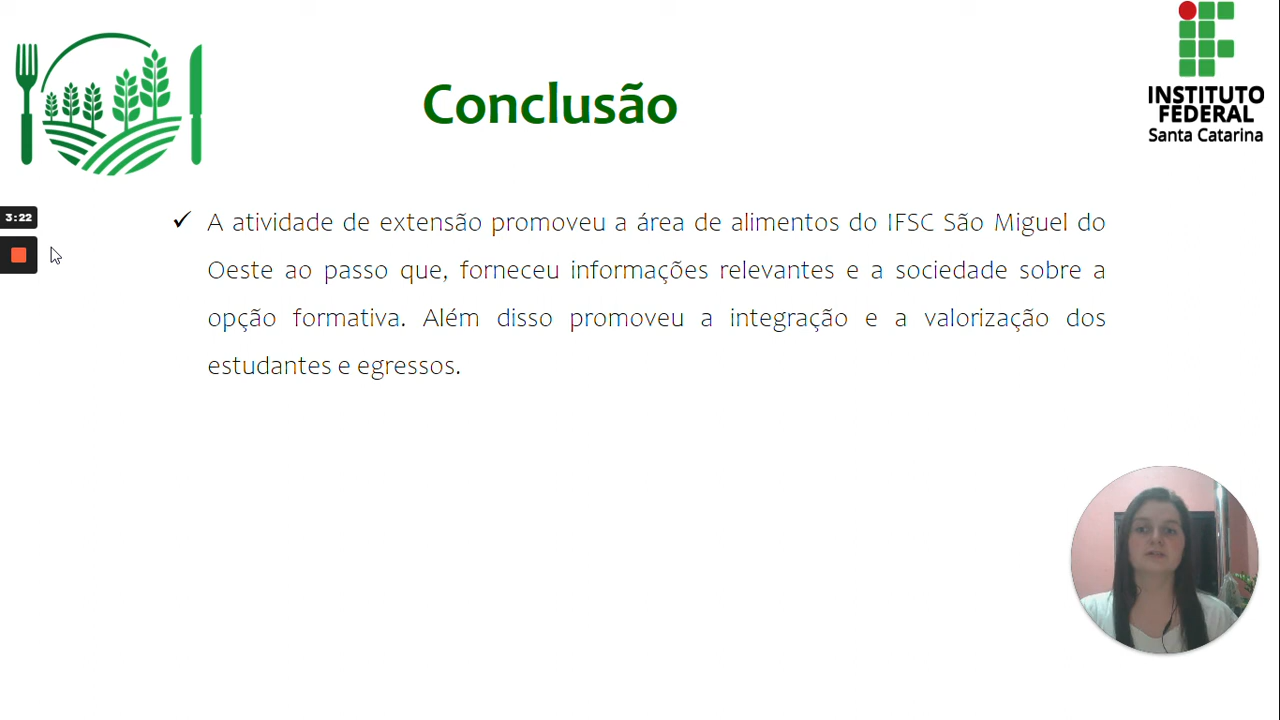 Conclusão
INSTITUTO
FEDERAL
Santa Catarina
3:22
✓ A atividade de extensão promoveu a área de alimentos do IFSC São Miguel do
Oeste ao passo que, forneceu informações relevantes e a sociedade sobre a
opção formativa. Além disso promoveu a integração e a valorização dos
estudantes e egressos.